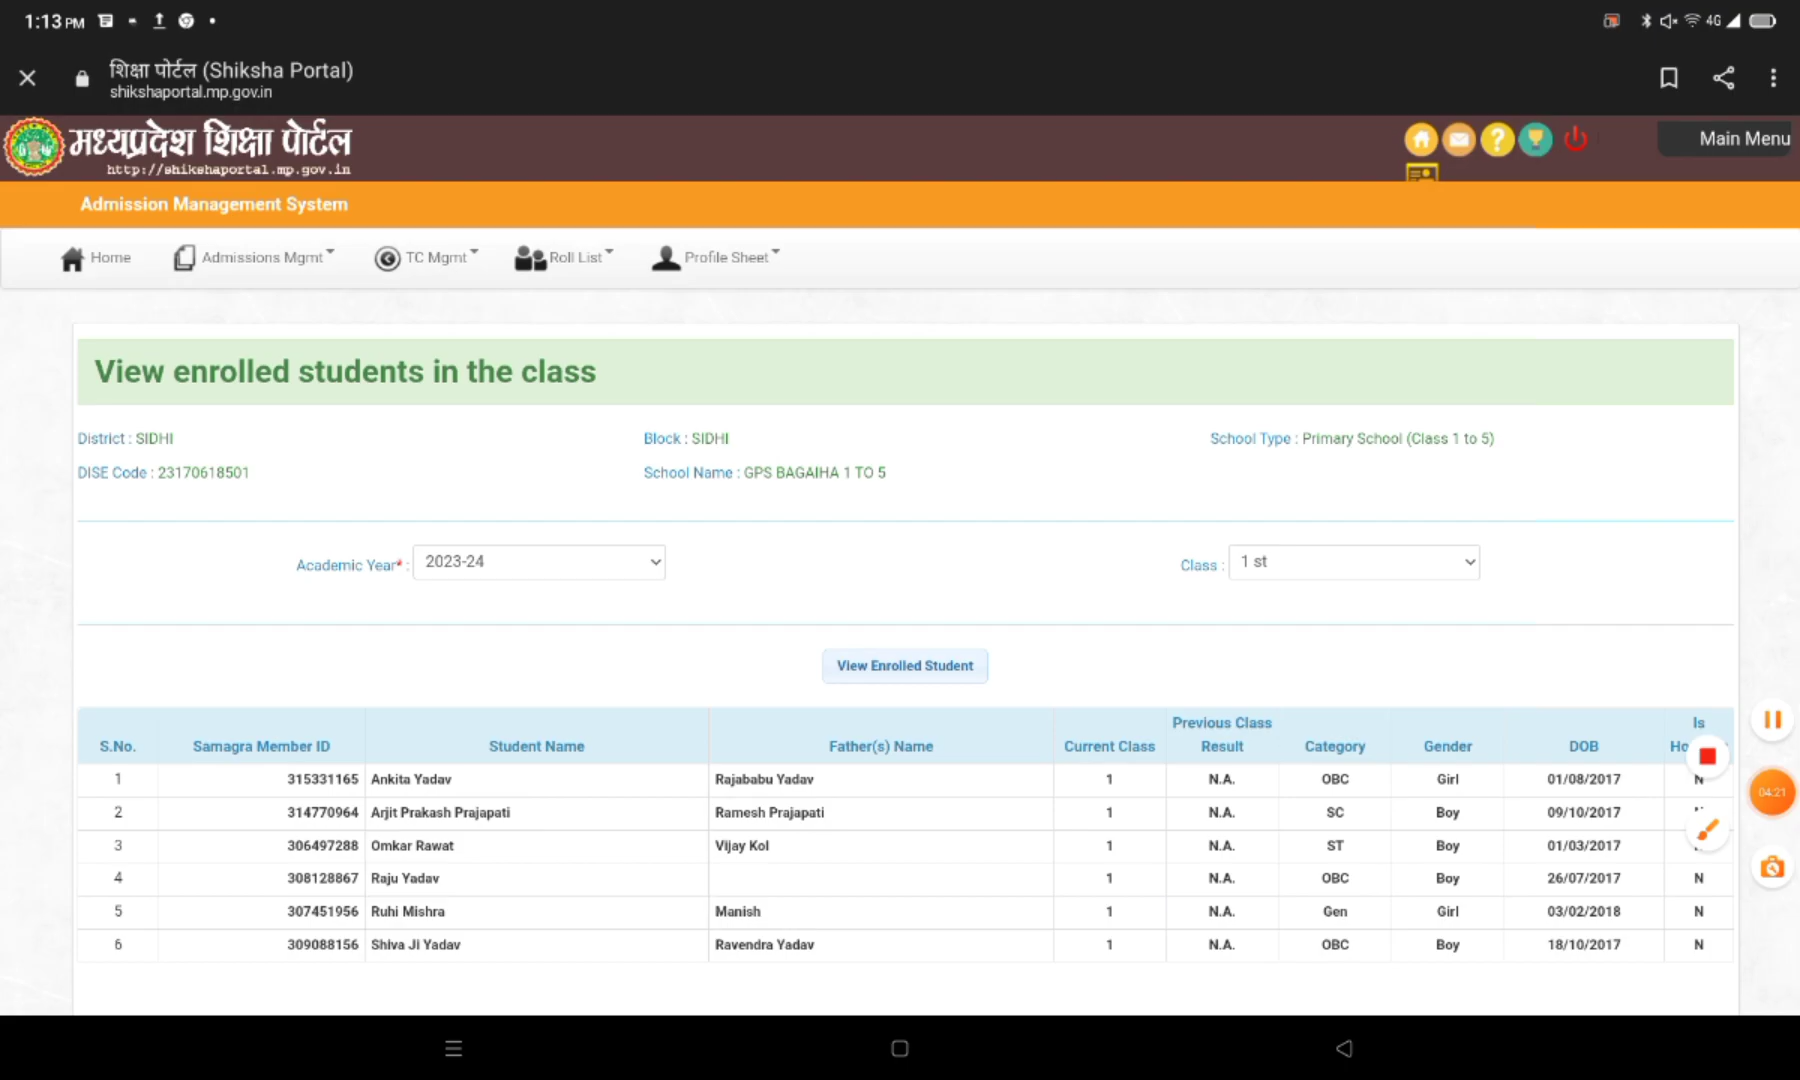 1:13 PM
4G
शिक्षा पोर्टल (Shiksha Portal)
shikshaportal.mp.gov.in
मध्यप्रदेश शिक्षा पोर्टल
http://shikshaportal.mp.gov.in
Main Menu
Admission Management System
Home Admissions Mgmt TC Mgmt Roll List Profile Sheet
View enrolled students in the class
District : SIDHI Block : SIDHI School Type : Primary School (Class 1 to 5)
DISE Code : 23170618501 School Name : GPS BAGAIHA 1 TO 5
Academic Year* : 2023-24 Class : 1 st
View Enrolled Student
S.No. Samagra Member ID Student Name Father(s) Name Current Class Previous Class Result Category Gender DOB Is
1 315331165 Ankita Yadav Rajababu Yadav 1 N.A. OBC Girl 01/08/2017 N
2 314770964 Arjit Prakash Prajapati Ramesh Prajapati 1 N.A. SC Boy 09/10/2017
3 306497288 Omkar Rawat Vijay Kol 1 N.A. ST Boy 01/03/2017
4 308128867 Raju Yadav 1 N.A. OBC Boy 26/07/2017 N
5 307451956 Ruhi Mishra Manish 1 N.A. Gen Girl 03/02/2018 N
6 309088156 Shiva Ji Yadav Ravendra Yadav 1 N.A. OBC Boy 18/10/2017 N
04:21